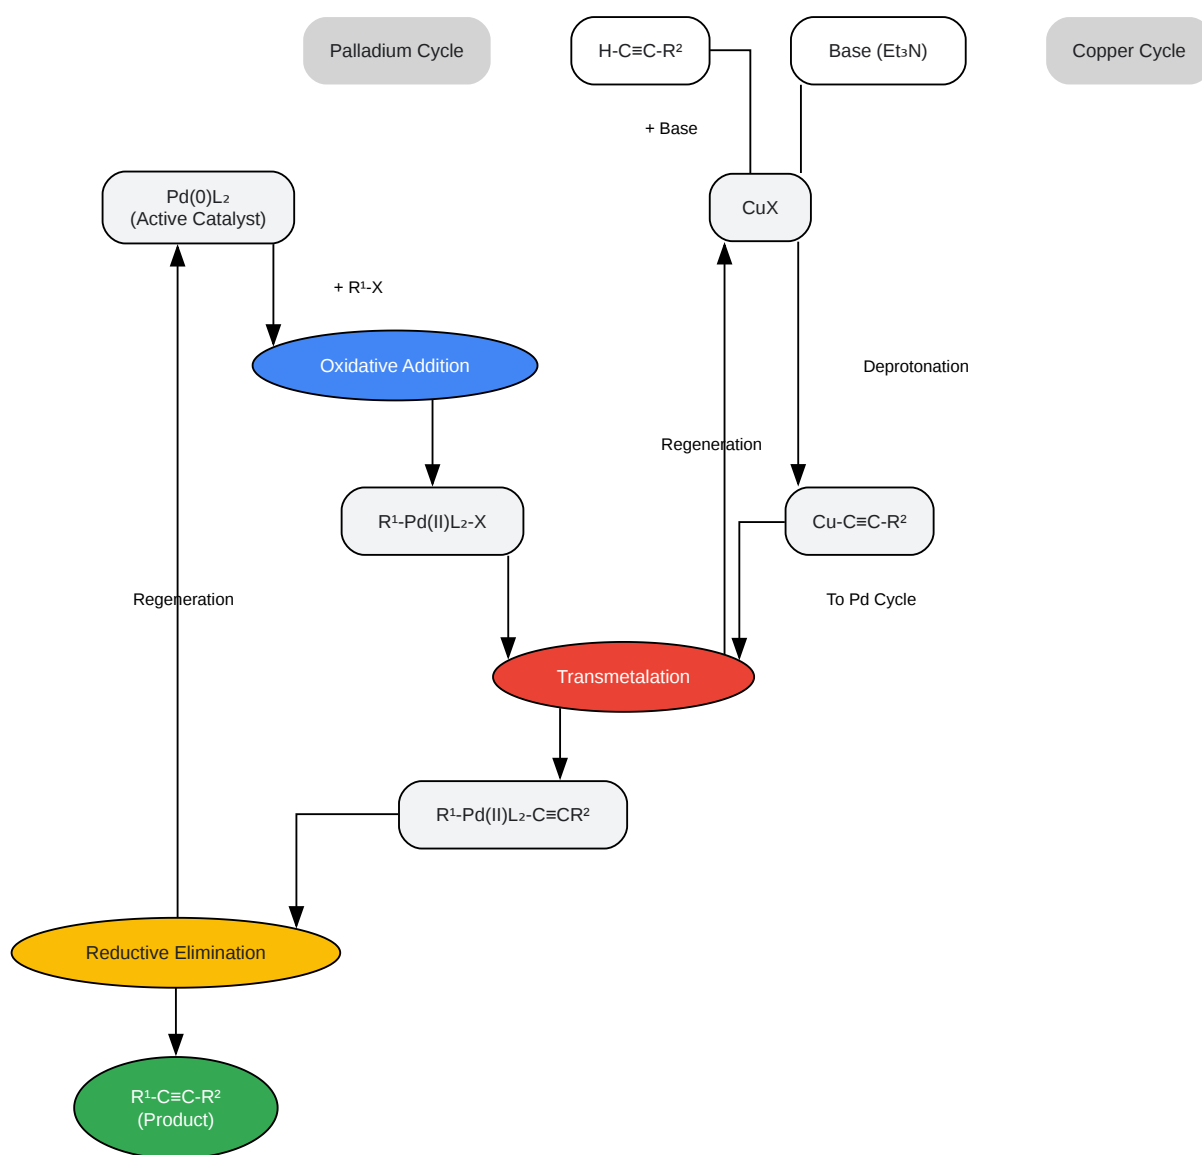 Palladium Cycle
H-C≡C-R²
Base (Et₃N)
Copper Cycle
+ Base
Pd(0)L₂
(Active Catalyst)
CuX
+ R¹-X
Oxidative Addition
Deprotonation
Regeneration
R¹-Pd(II)L₂-X
Cu-C≡C-R²
Regeneration
To Pd Cycle
Transmetalation
R¹-Pd(II)L₂-C≡CR²
Reductive Elimination
R¹-C≡C-R²
(Product)